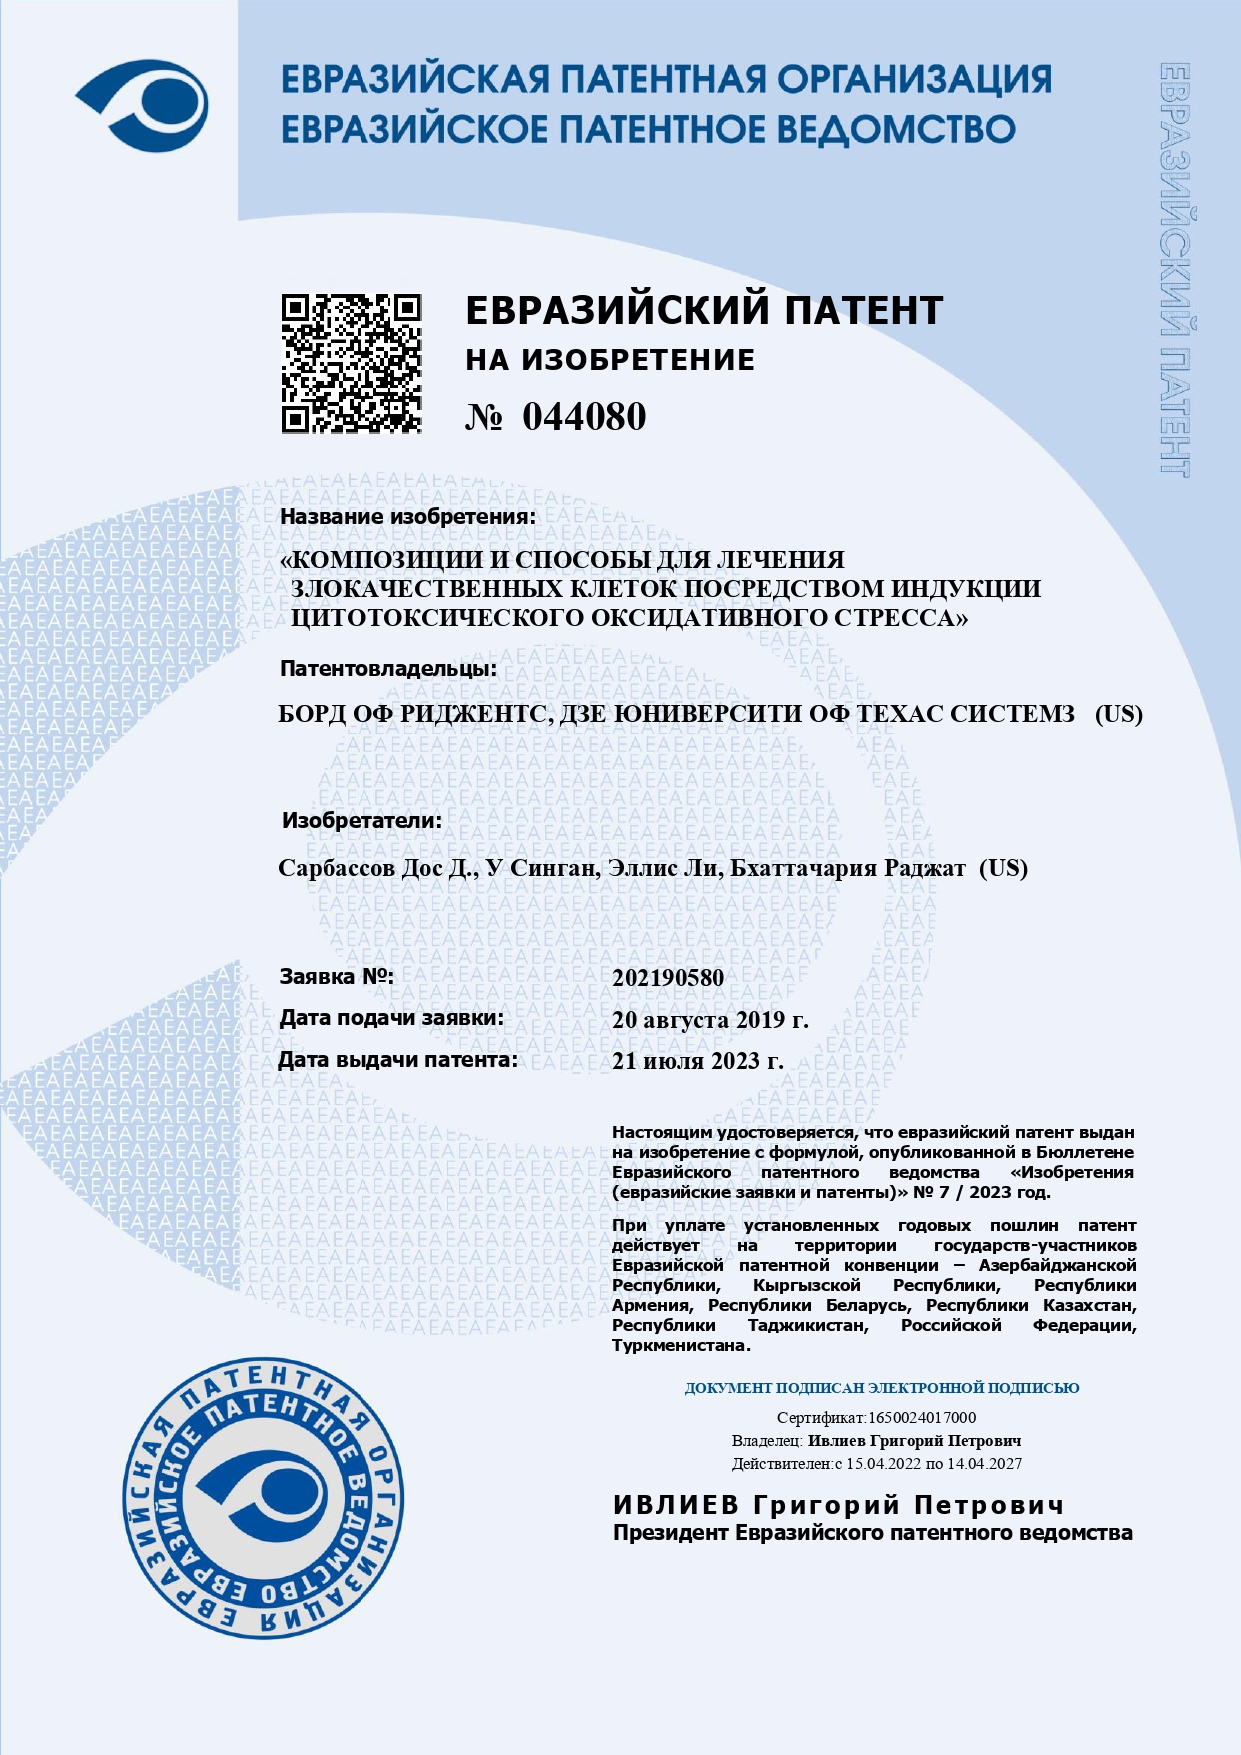 ЕВРАЗИЙСКАЯ ПАТЕНТНАЯ ОРГАНИЗАЦИЯ
ЕВРАЗИЙСКОЕ ПАТЕНТНОЕ ВЕДОМСТВО
ЕВРАЗИЙСКИЙ ПАТЕНТ
ЕВРАЗИЙСКИЙ ПАТЕНТ
НА ИЗОБРЕТЕНИЕ
№ 044080
Название изобретения:
«КОМПОЗИЦИИ И СПОСОБЫ ДЛЯ ЛЕЧЕНИЯ
ЗЛОКАЧЕСТВЕННЫХ КЛЕТОК ПОСРЕДСТВОМ ИНДУКЦИИ
ЦИТОТОКСИЧЕСКОГО ОКСИДАТИВНОГО СТРЕССА»
Патентовладельцы:
БОРД ОФ РИДЖЕНТС, ДЗЕ ЮНИВЕРСИТИ ОФ ТЕХАС СИСТЕМЗ (US)
Изобретатели:
Сарбассов Дос Д., У Синган, Эллис Ли, Бхаттачария Раджат (US)
Заявка №: 202190580
Дата подачи заявки: 20 августа 2019 г.
Дата выдачи патента: 21 июля 2023 г.
Настоящим удостоверяется, что евразийский патент выдан
на изобретение с формулой, опубликованной в Бюллетене
Евразийского патентного ведомства «Изобретения
(евразийские заявки и патенты)» № 7 / 2023 год.
При уплате установленных годовых пошлин патент
действует на территории государств-участников
Евразийской патентной конвенции – Азербайджанской
Республики, Кыргызской Республики, Республики
Армения, Республики Беларусь, Республики Казахстан,
Республики Таджикистан, Российской Федерации,
Туркменистана.
ДОКУМЕНТ ПОДПИСАН ЭЛЕКТРОННОЙ ПОДПИСЬЮ
Сертификат:1650024017000
Владелец: Ивлиев Григорий Петрович
Действителен:с 15.04.2022 по 14.04.2027
ИВЛИЕВ Григорий Петрович
Президент Евразийского патентного ведомства
ЕВРАЗИЙСКАЯ ПАТЕНТНАЯ ОРГАНИЗАЦИЯ
ЕВРАЗИЙСКОЕ ПАТЕНТНОЕ ВЕДОМСТВО